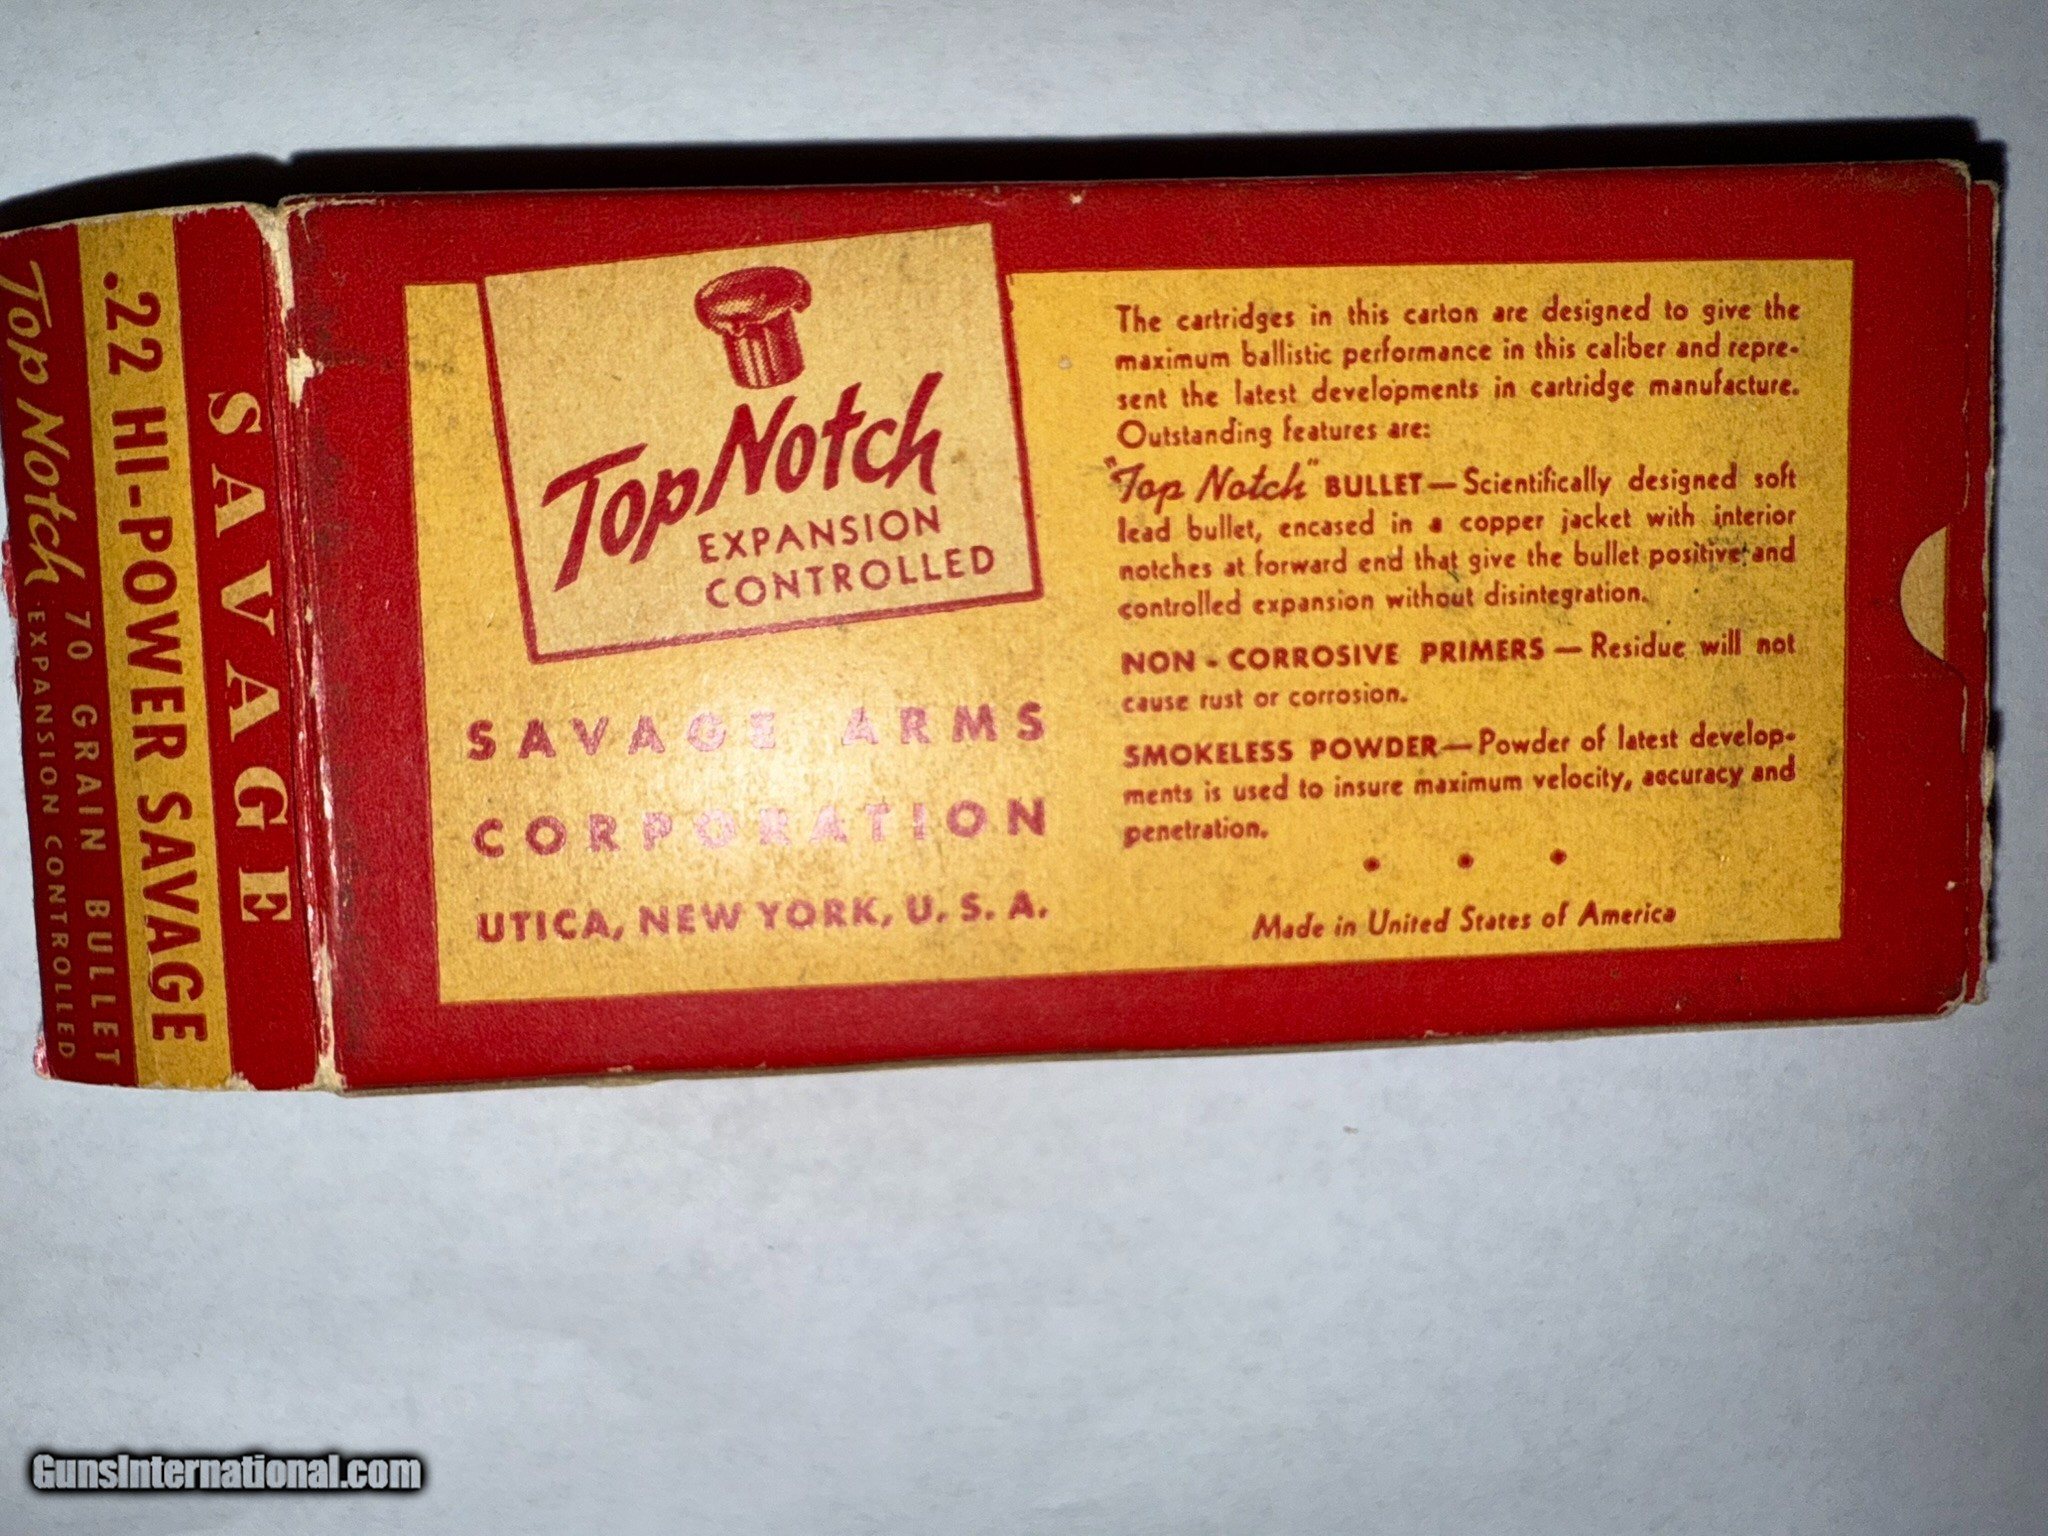 SAVAGE
.22 HI-POWER SAVAGE
70 GRAIN BULLET
Top Notch EXPANSION CONTROLLED
Top Notch
EXPANSION
CONTROLLED
SAVAGE ARMS
CORPORATION
UTICA, NEW YORK, U. S. A.
The cartridges in this carton are designed to give the
maximum ballistic performance in this caliber and repre-
sent the latest developments in cartridge manufacture.
Outstanding features are:
"Top Notch" BULLET—Scientifically designed soft
lead bullet, encased in a copper jacket with interior
notches at forward end that give the bullet positive and
controlled expansion without disintegration.
NON-CORROSIVE PRIMERS — Residue will not
cause rust or corrosion.
SMOKELESS POWDER—Powder of latest develop-
ments is used to insure maximum velocity, accuracy and
penetration.
• • •
Made in United States of America
GunsInternational.com